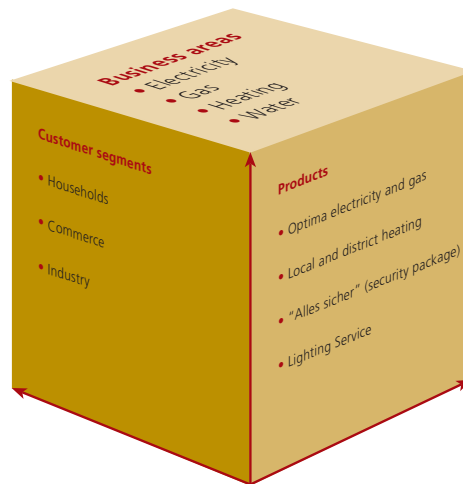 Business areas
• Electricity
• Gas
• Heating
• Water
Customer segments
• Households
• Commerce
• Industry
Products
• Optima electricity and gas
• Local and district heating
• “Alles sicher” (security package)
• Lighting Service